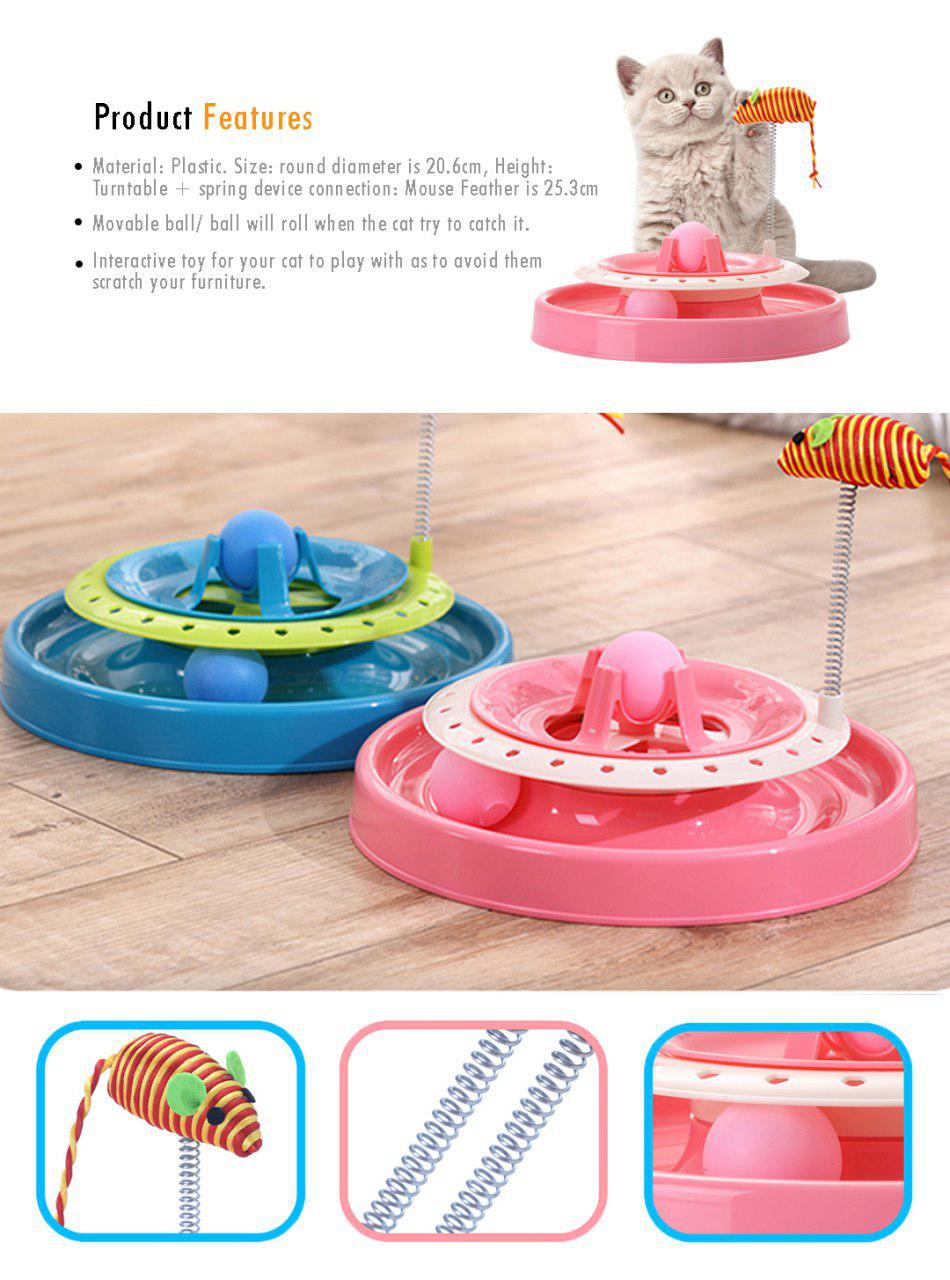 Product Features
• Material: Plastic. Size: round diameter is 20.6cm, Height:
Turntable + spring device connection: Mouse Feather is 25.3cm
• Movable ball/ ball will roll when the cat try to catch it.
• Interactive toy for your cat to play with as to avoid them
scratch your furniture.